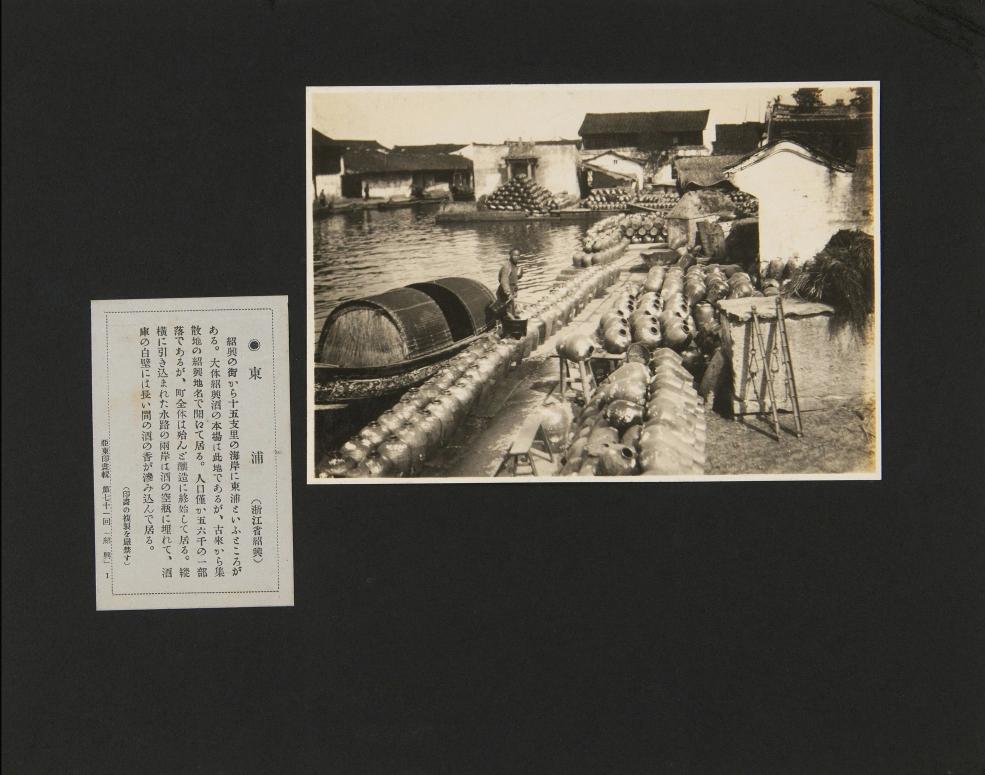 ◉ 東浦 （浙江省紹興）
紹興の街から十五支里の海岸に東浦といふところが
ある。大体紹興酒の本場は此地であるが、古來から集
散地の紹興地名で聞えて居る。人口僅か五六千の一部
落であるが、町全体は殆んど釀造に終始して居る。縱
横に引き込まれた水路の兩岸は酒の空瓶に埋れて、酒
庫の白壁には長い間の酒の香が滲み込んで居る。
（印畫の複製を嚴禁す）
亞東印畫輯 第七十一回 「紹興」 1